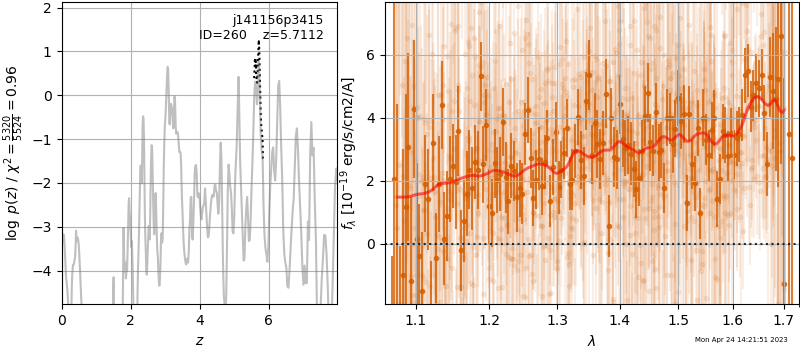 j141156p3415
ID=260 z=5.7112
log p(z) / χ² = 5320/5524 = 0.96
2
1
0
−1
−2
−3
−4
0 2 4 6
z
fλ [10⁻¹⁹ erg/s/cm2/A]
6
4
2
0
1.1 1.2 1.3 1.4 1.5 1.6 1.7
λ
Mon Apr 24 14:21:51 2023